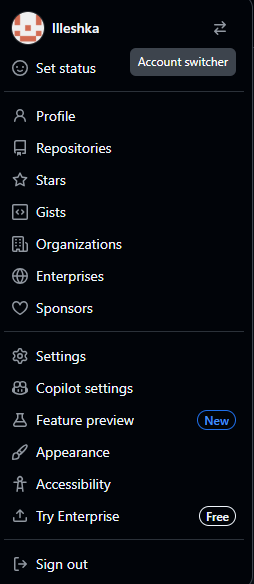 Illeshka
Set status
Account switcher
Profile
Repositories
Stars
Gists
Organizations
Enterprises
Sponsors
Settings
Copilot settings
Feature preview New
Appearance
Accessibility
Try Enterprise Free
Sign out